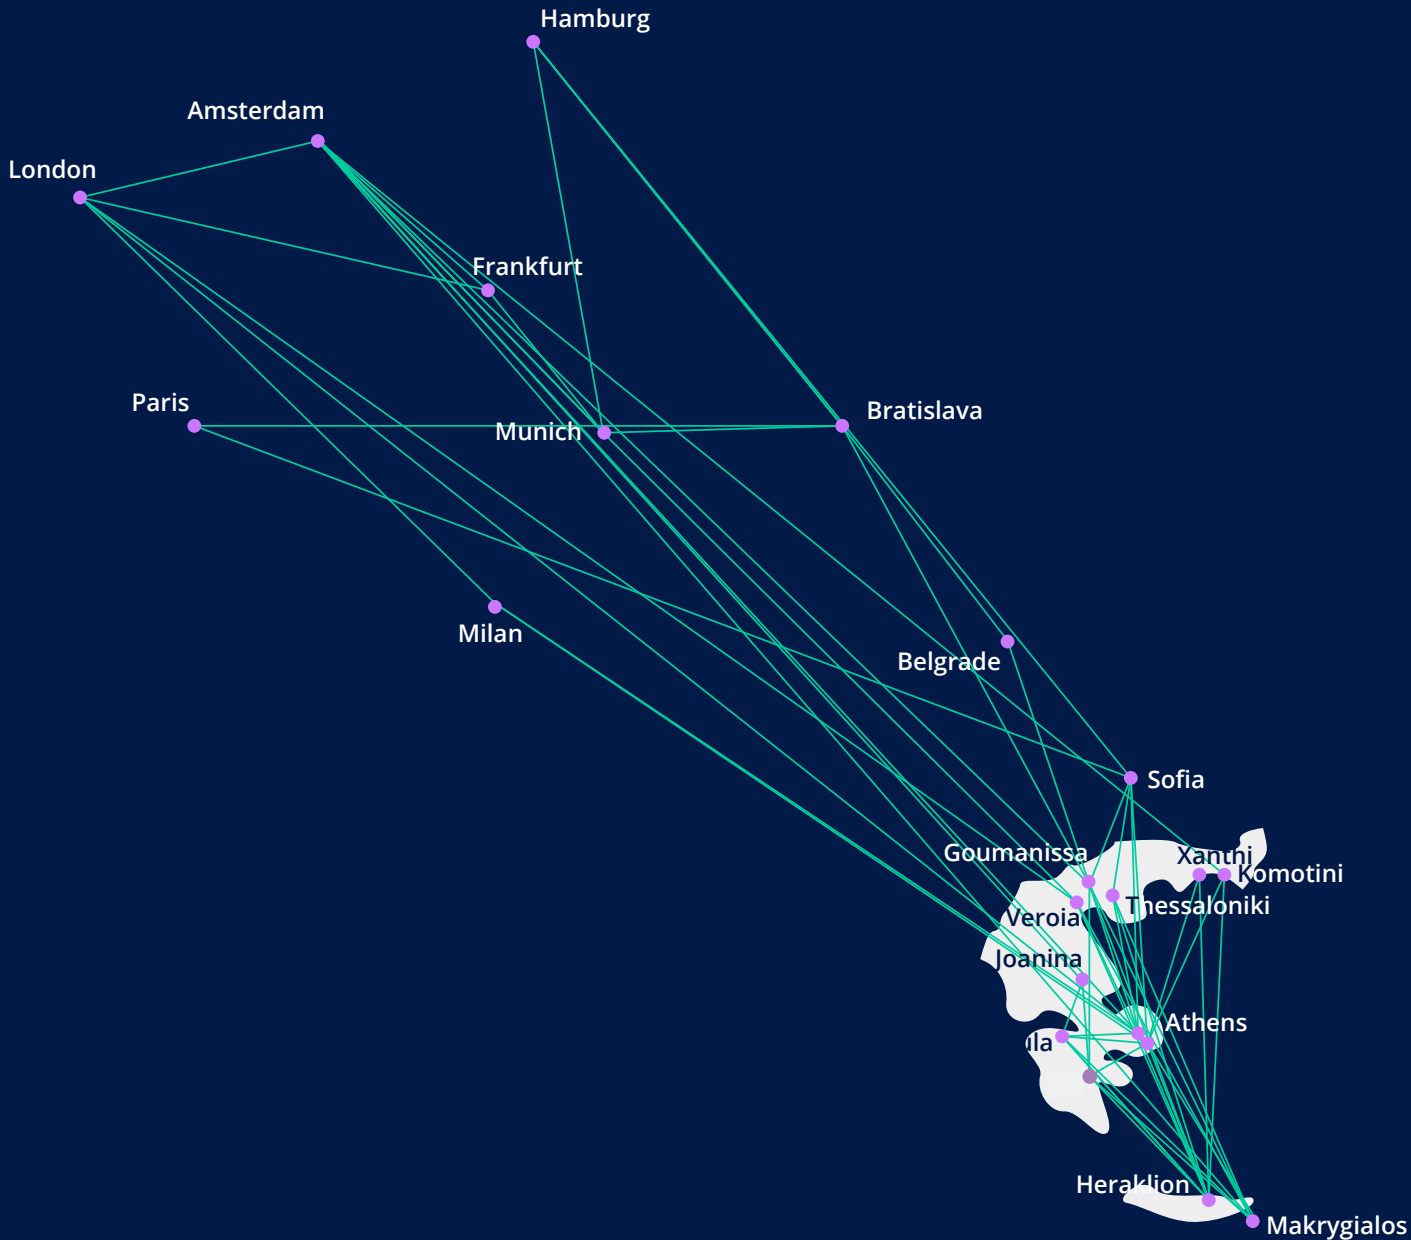 Hamburg
Amsterdam
London
Frankfurt
Paris
Bratislava
Munich
Milan
Belgrade
Sofia
Goumanissa
Xanthi
Komotini
Thessaloniki
Veroia
Joanina
Athens
Magoula
Heraklion
Makrygialos